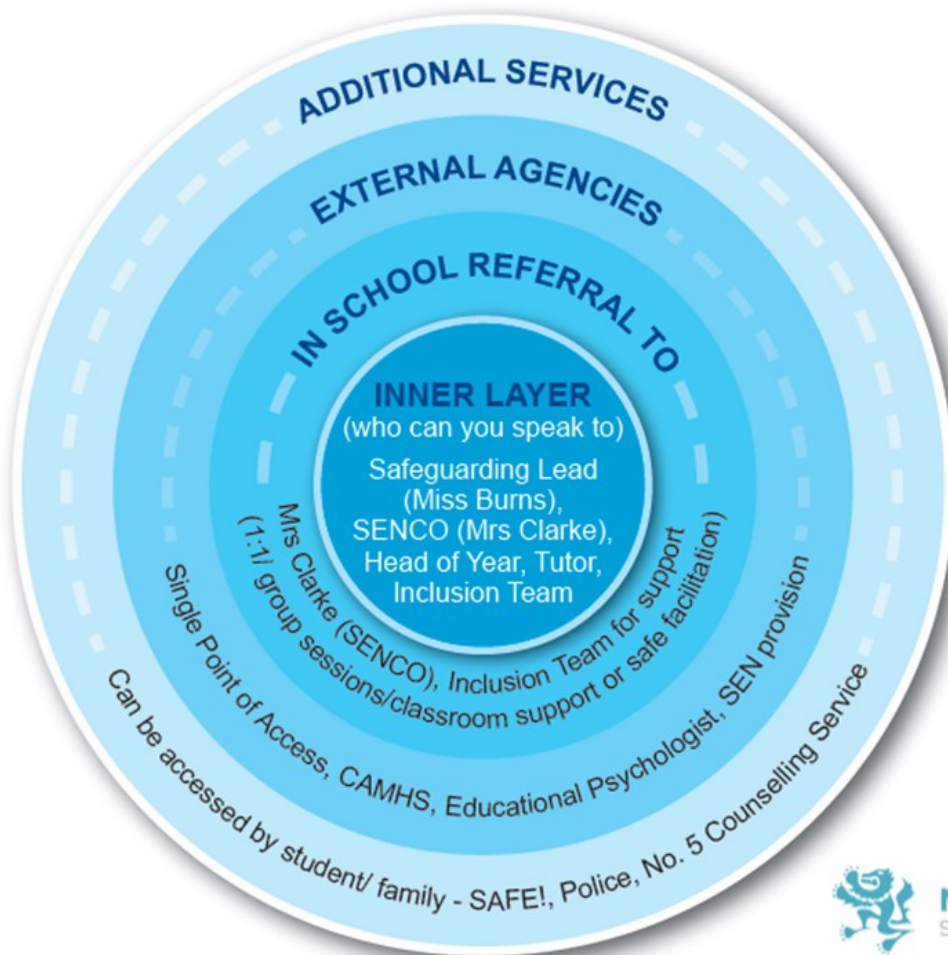 ADDITIONAL SERVICES
EXTERNAL AGENCIES
IN SCHOOL REFERRAL TO
INNER LAYER
(who can you speak to)
Safeguarding Lead
(Miss Burns),
SENCO (Mrs Clarke),
Head of Year, Tutor,
Inclusion Team
Mrs Clarke (SENCO), Inclusion Team for support
(1:1/ group sessions/classroom support or safe facilitation)
Single Point of Access, CAMHS, Educational Psychologist, SEN provision
Can be accessed by student/ family - SAFE!, Police, No. 5 Counselling Service